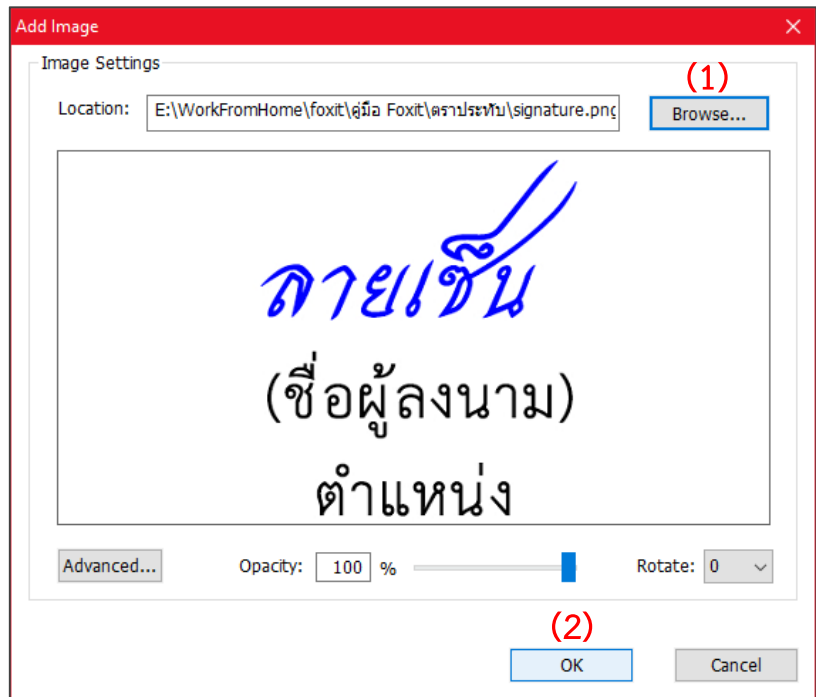 Add Image
Image Settings
(1)
Location: E:\WorkFromHome\foxit\คู่มือ Foxit\ตราประทับ\signature.png Browse...
ลายเซ็น
(ชื่อผู้ลงนาม)
ตำแหน่ง
Advanced... Opacity: 100 % Rotate: 0
(2)
OK Cancel